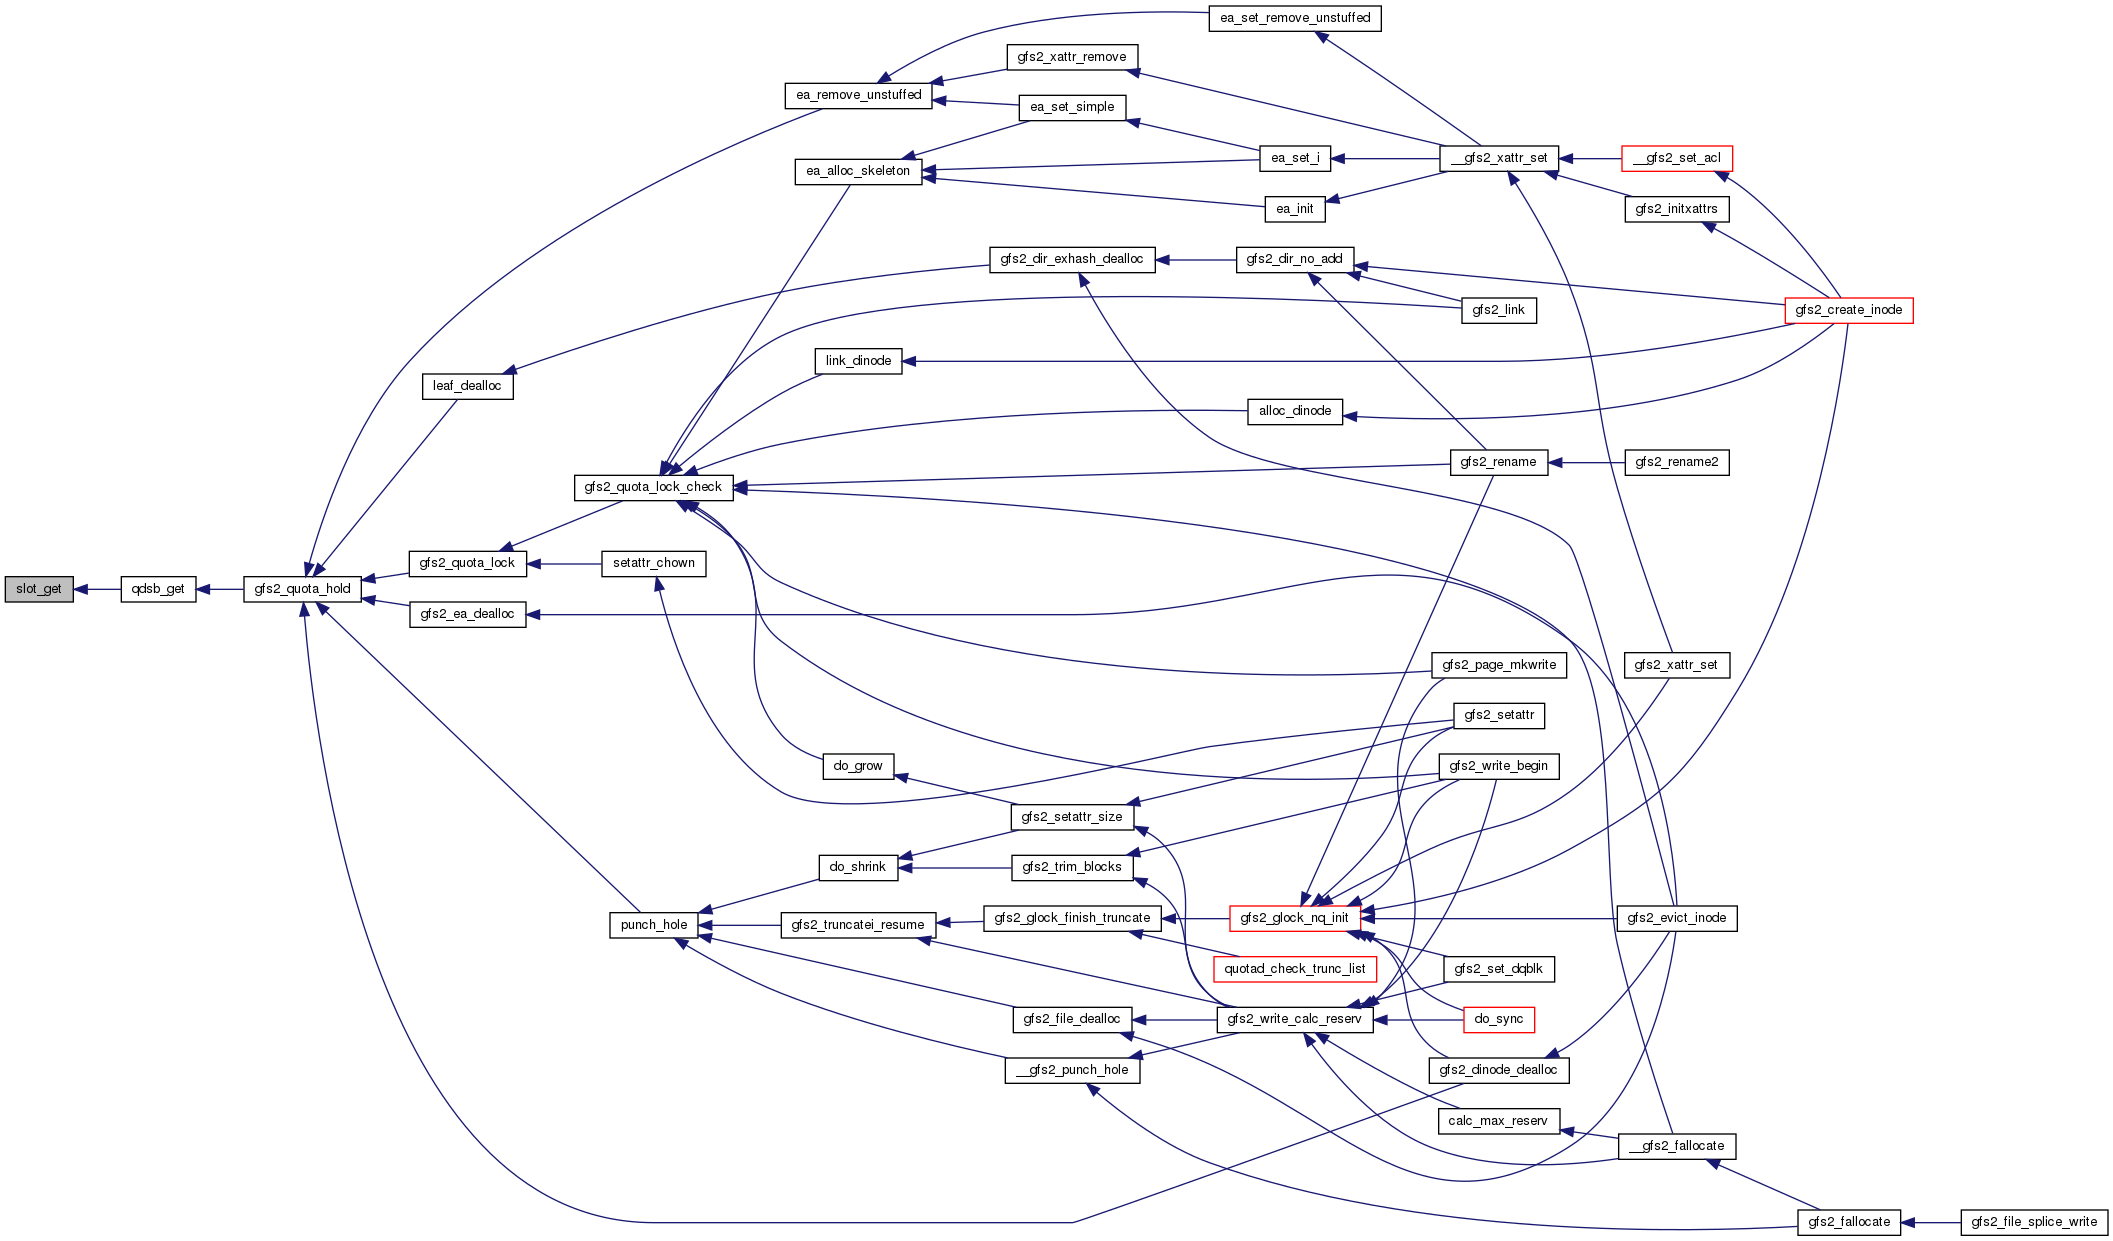 ea_set_remove_unstuffed
gfs2_xattr_remove
ea_remove_unstuffed
ea_set_simple
ea_set_i
__gfs2_xattr_set
__gfs2_set_acl
ea_alloc_skeleton
ea_init
gfs2_initxattrs
gfs2_dir_exhash_dealloc
gfs2_dir_no_add
gfs2_link
gfs2_create_inode
link_dinode
leaf_dealloc
alloc_dinode
gfs2_rename
gfs2_rename2
gfs2_quota_lock_check
gfs2_quota_lock
setattr_chown
slot_get
qdsb_get
gfs2_quota_hold
gfs2_ea_dealloc
gfs2_page_mkwrite
gfs2_xattr_set
gfs2_setattr
do_grow
gfs2_write_begin
gfs2_setattr_size
do_shrink
gfs2_trim_blocks
punch_hole
gfs2_truncatei_resume
gfs2_glock_finish_truncate
gfs2_glock_nq_init
gfs2_evict_inode
quotad_check_trunc_list
gfs2_set_dqblk
gfs2_file_dealloc
gfs2_write_calc_reserv
do_sync
__gfs2_punch_hole
gfs2_dinode_dealloc
calc_max_reserv
__gfs2_fallocate
gfs2_fallocate
gfs2_file_splice_write